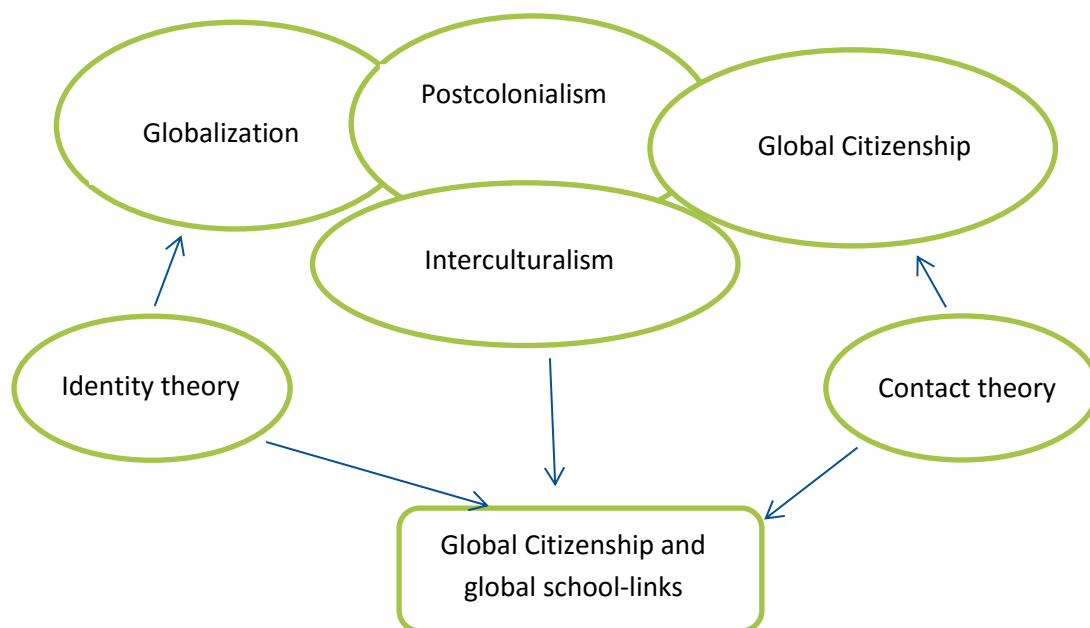 Postcolonialism
Globalization
Global Citizenship
Interculturalism
Identity theory
Contact theory
Global Citizenship and
global school-links